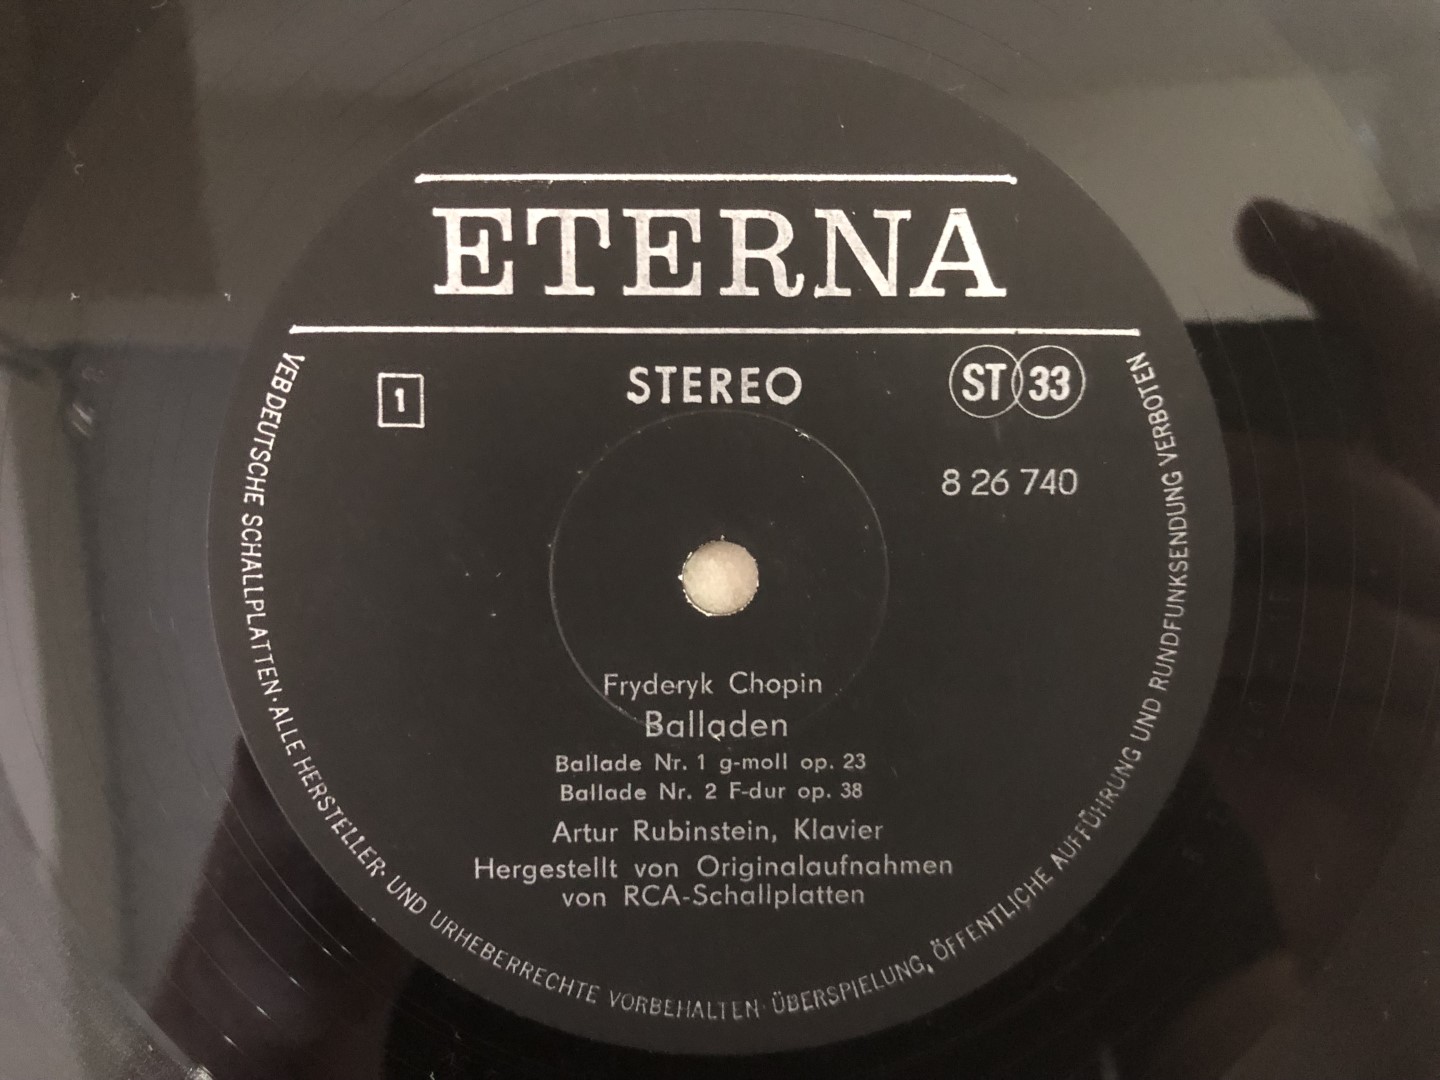 ETERNA
1
STEREO
ST 33
8 26 740
Fryderyk Chopin
Balladen
Ballade Nr. 1 g-moll op. 23
Ballade Nr. 2 F-dur op. 38
Artur Rubinstein, Klavier
Hergestellt von Originalaufnahmen
von RCA-Schallplatten
VEB DEUTSCHE SCHALLPLATTEN · ALLE HERSTELLER- UND URHEBERRECHTE VORBEHALTEN · ÜBERSPIELUNG, ÖFFENTLICHE AUFFÜHRUNG UND RUNDFUNKSENDUNG VERBOTEN